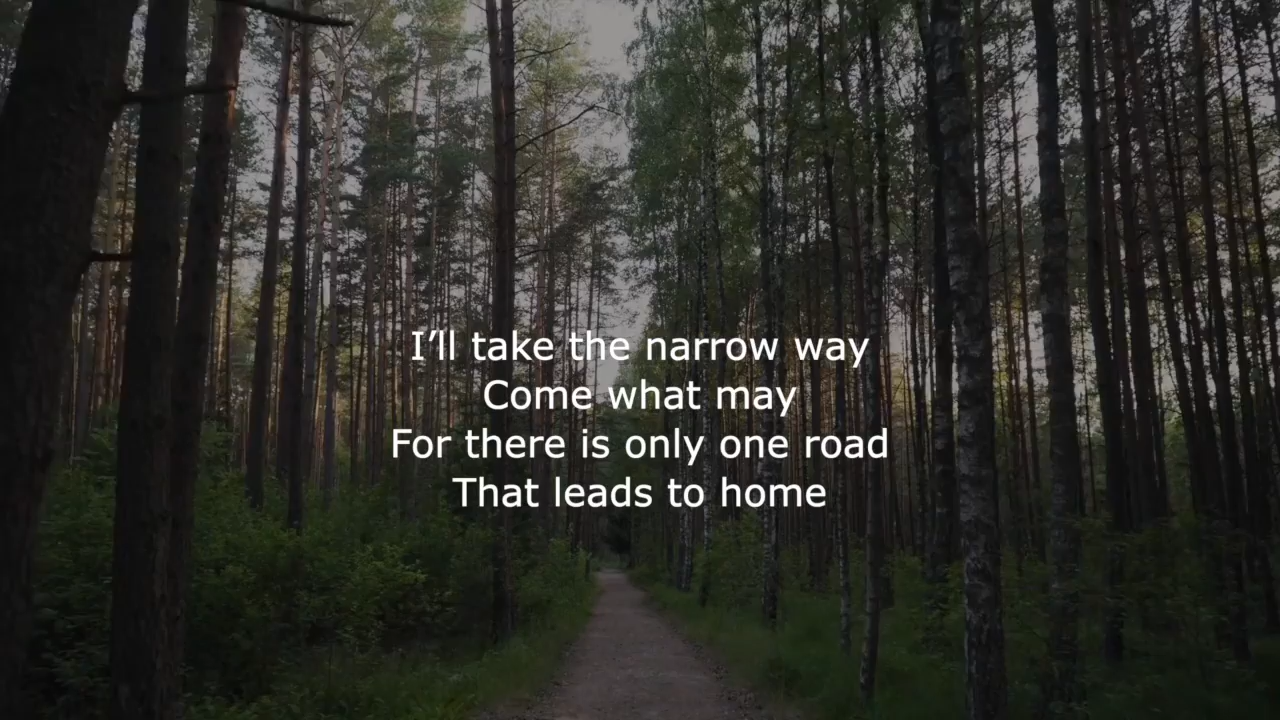 I’ll take the narrow way
Come what may
For there is only one road
That leads to home